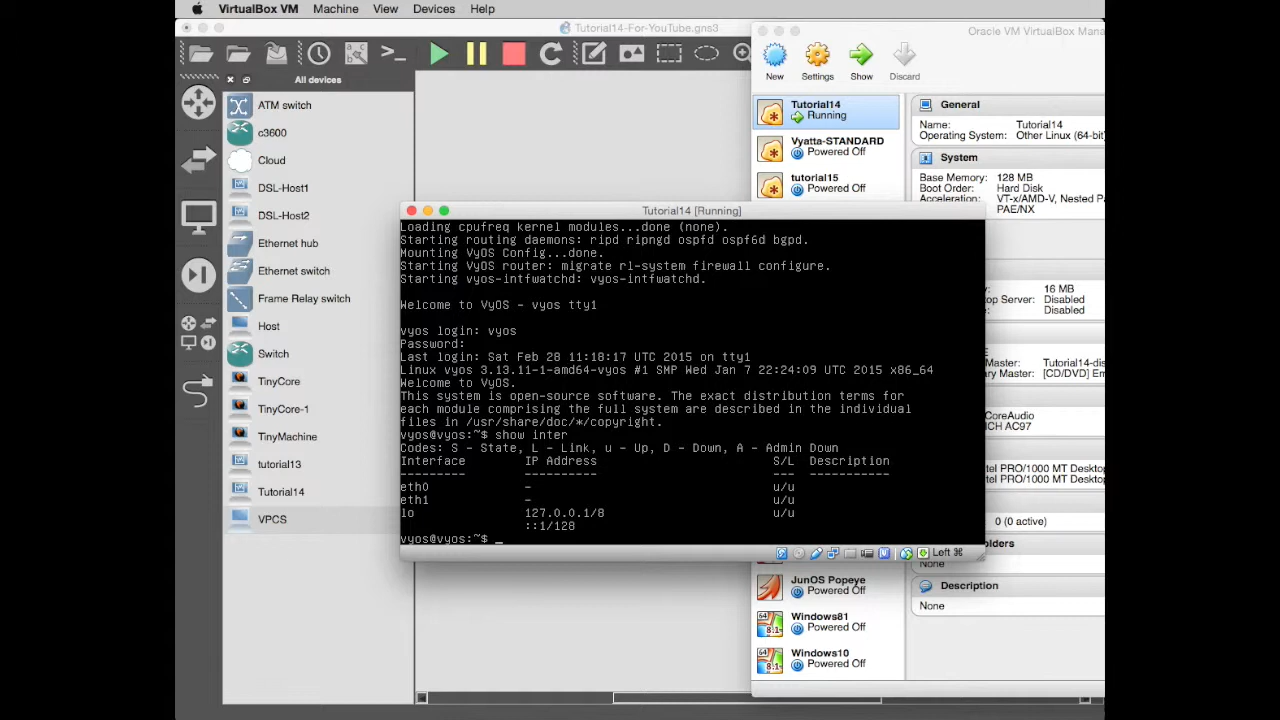 VirtualBox VM Machine View Devices Help
Tutorial14-For-YouTube.gns3
Oracle VM VirtualBox Mana
New Settings Show Discard
All devices
ATM switch
c3600
Cloud
DSL-Host1
DSL-Host2
Ethernet hub
Ethernet switch
Frame Relay switch
Host
Switch
TinyCore
TinyCore-1
TinyMachine
tutorial13
Tutorial14
VPCS
Tutorial14
Running
Vyatta-STANDARD
Powered Off
tutorial15
Powered Off
General
Name: Tutorial14
Operating System: Other Linux (64-bit)
System
Base Memory: 128 MB
Boot Order: Hard Disk
Acceleration: VT-x/AMD-V, Nested Pa
PAE/NX
Tutorial14 [Running]
Loading cpufreq kernel modules...done (none).
Starting routing daemons: ripd ripngd ospfd ospf6d bgpd.
Mounting VyOS Config...done.
Starting VyOS router: migrate rl-system firewall configure.
Starting vyos-intfwatchd: vyos-intfwatchd.
Welcome to VyOS - vyos tty1
vyos login: vyos
Password:
Last login: Sat Feb 28 11:18:17 UTC 2015 on tty1
Linux vyos 3.13.11-1-amd64-vyos #1 SMP Wed Jan 7 22:24:09 UTC 2015 x86_64
Welcome to VyOS.
This system is open-source software. The exact distribution terms for
each module comprising the full system are described in the individual
files in /usr/share/doc/*/copyright.
vyos@vyos:~$ show inter
Codes: S - State, L - Link, u - Up, D - Down, A - Admin Down
Interface IP Address S/L Description
--------- ---------- --- -----------
eth0 - u/u
eth1 - u/u
lo 127.0.0.1/8 u/u
::1/128
vyos@vyos:~$ _
Left ⌘
16 MB
top Server: Disabled
Disabled
Master: Tutorial14-dis
ary Master: [CD/DVD] Em
CoreAudio
AC97
ntel PRO/1000 MT Desktop
ntel PRO/1000 MT Desktop
0 (0 active)
olders
None
Description
None
JunOS Popeye
Powered Off
Windows81
Powered Off
Windows10
Powered Off